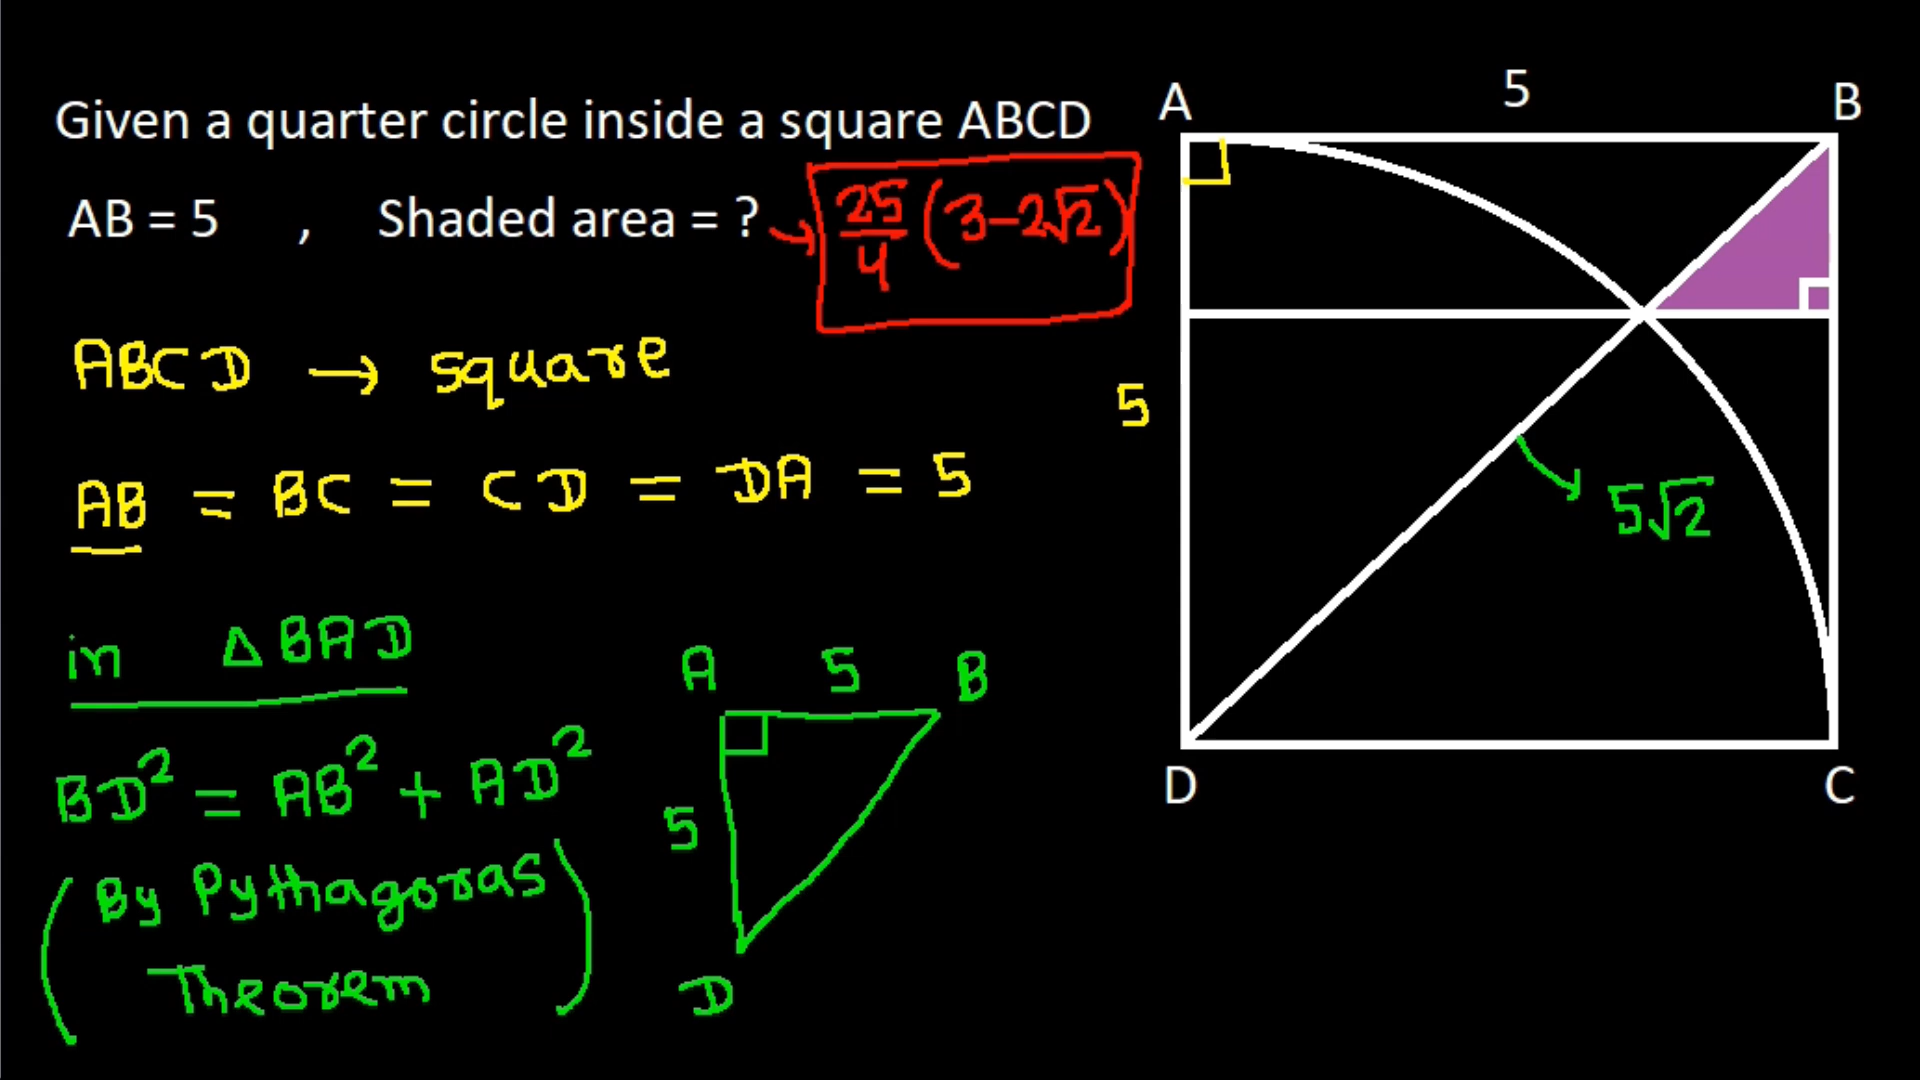 Given a quarter circle inside a square ABCD
AB = 5 , Shaded area = ? → 25/4 (3-2√2)
ABCD → square
AB = BC = CD = DA = 5
in △BAD
BD² = AB² + AD²
(By Pythagoras
Theorem)
A 5 B
5
D
A 5 B
5
5√2
D C